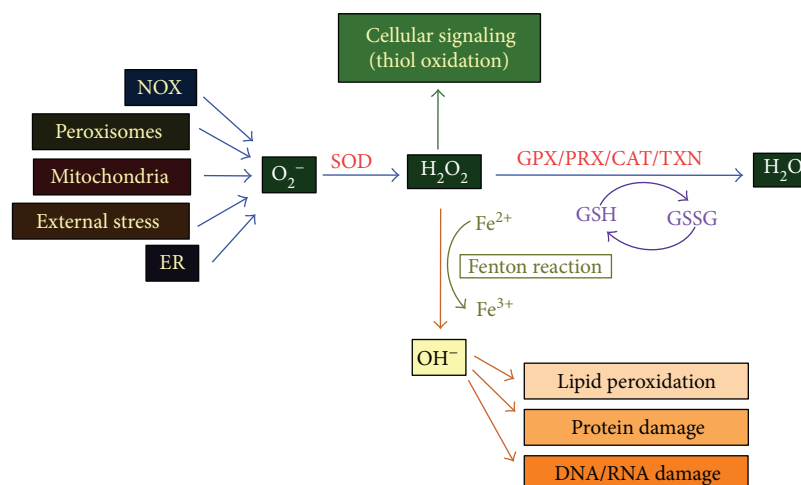 Cellular signaling
(thiol oxidation)
NOX
Peroxisomes
Mitochondria
External stress
ER
O₂⁻
SOD
H₂O₂
GPX/PRX/CAT/TXN
H₂O
GSH
GSSG
Fe²⁺
Fenton reaction
Fe³⁺
OH⁻
Lipid peroxidation
Protein damage
DNA/RNA damage